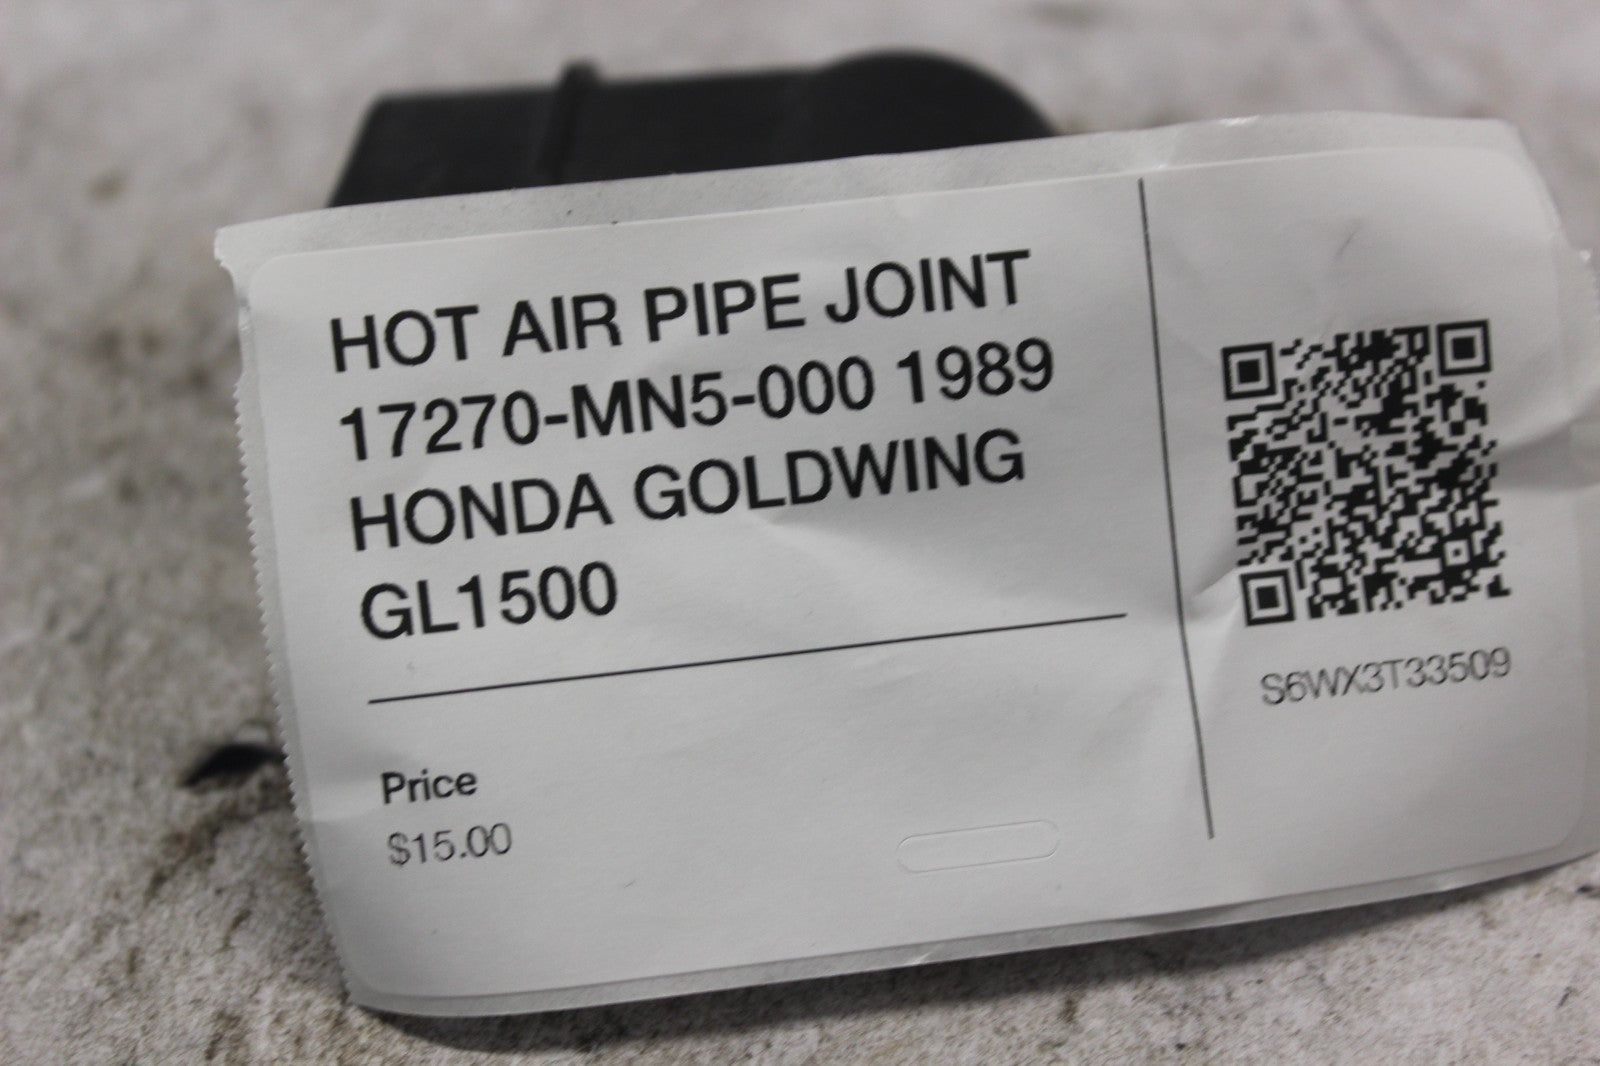 HOT AIR PIPE JOINT
17270-MN5-000 1989
HONDA GOLDWING
GL1500
Price
$15.00
S6WX3T33509